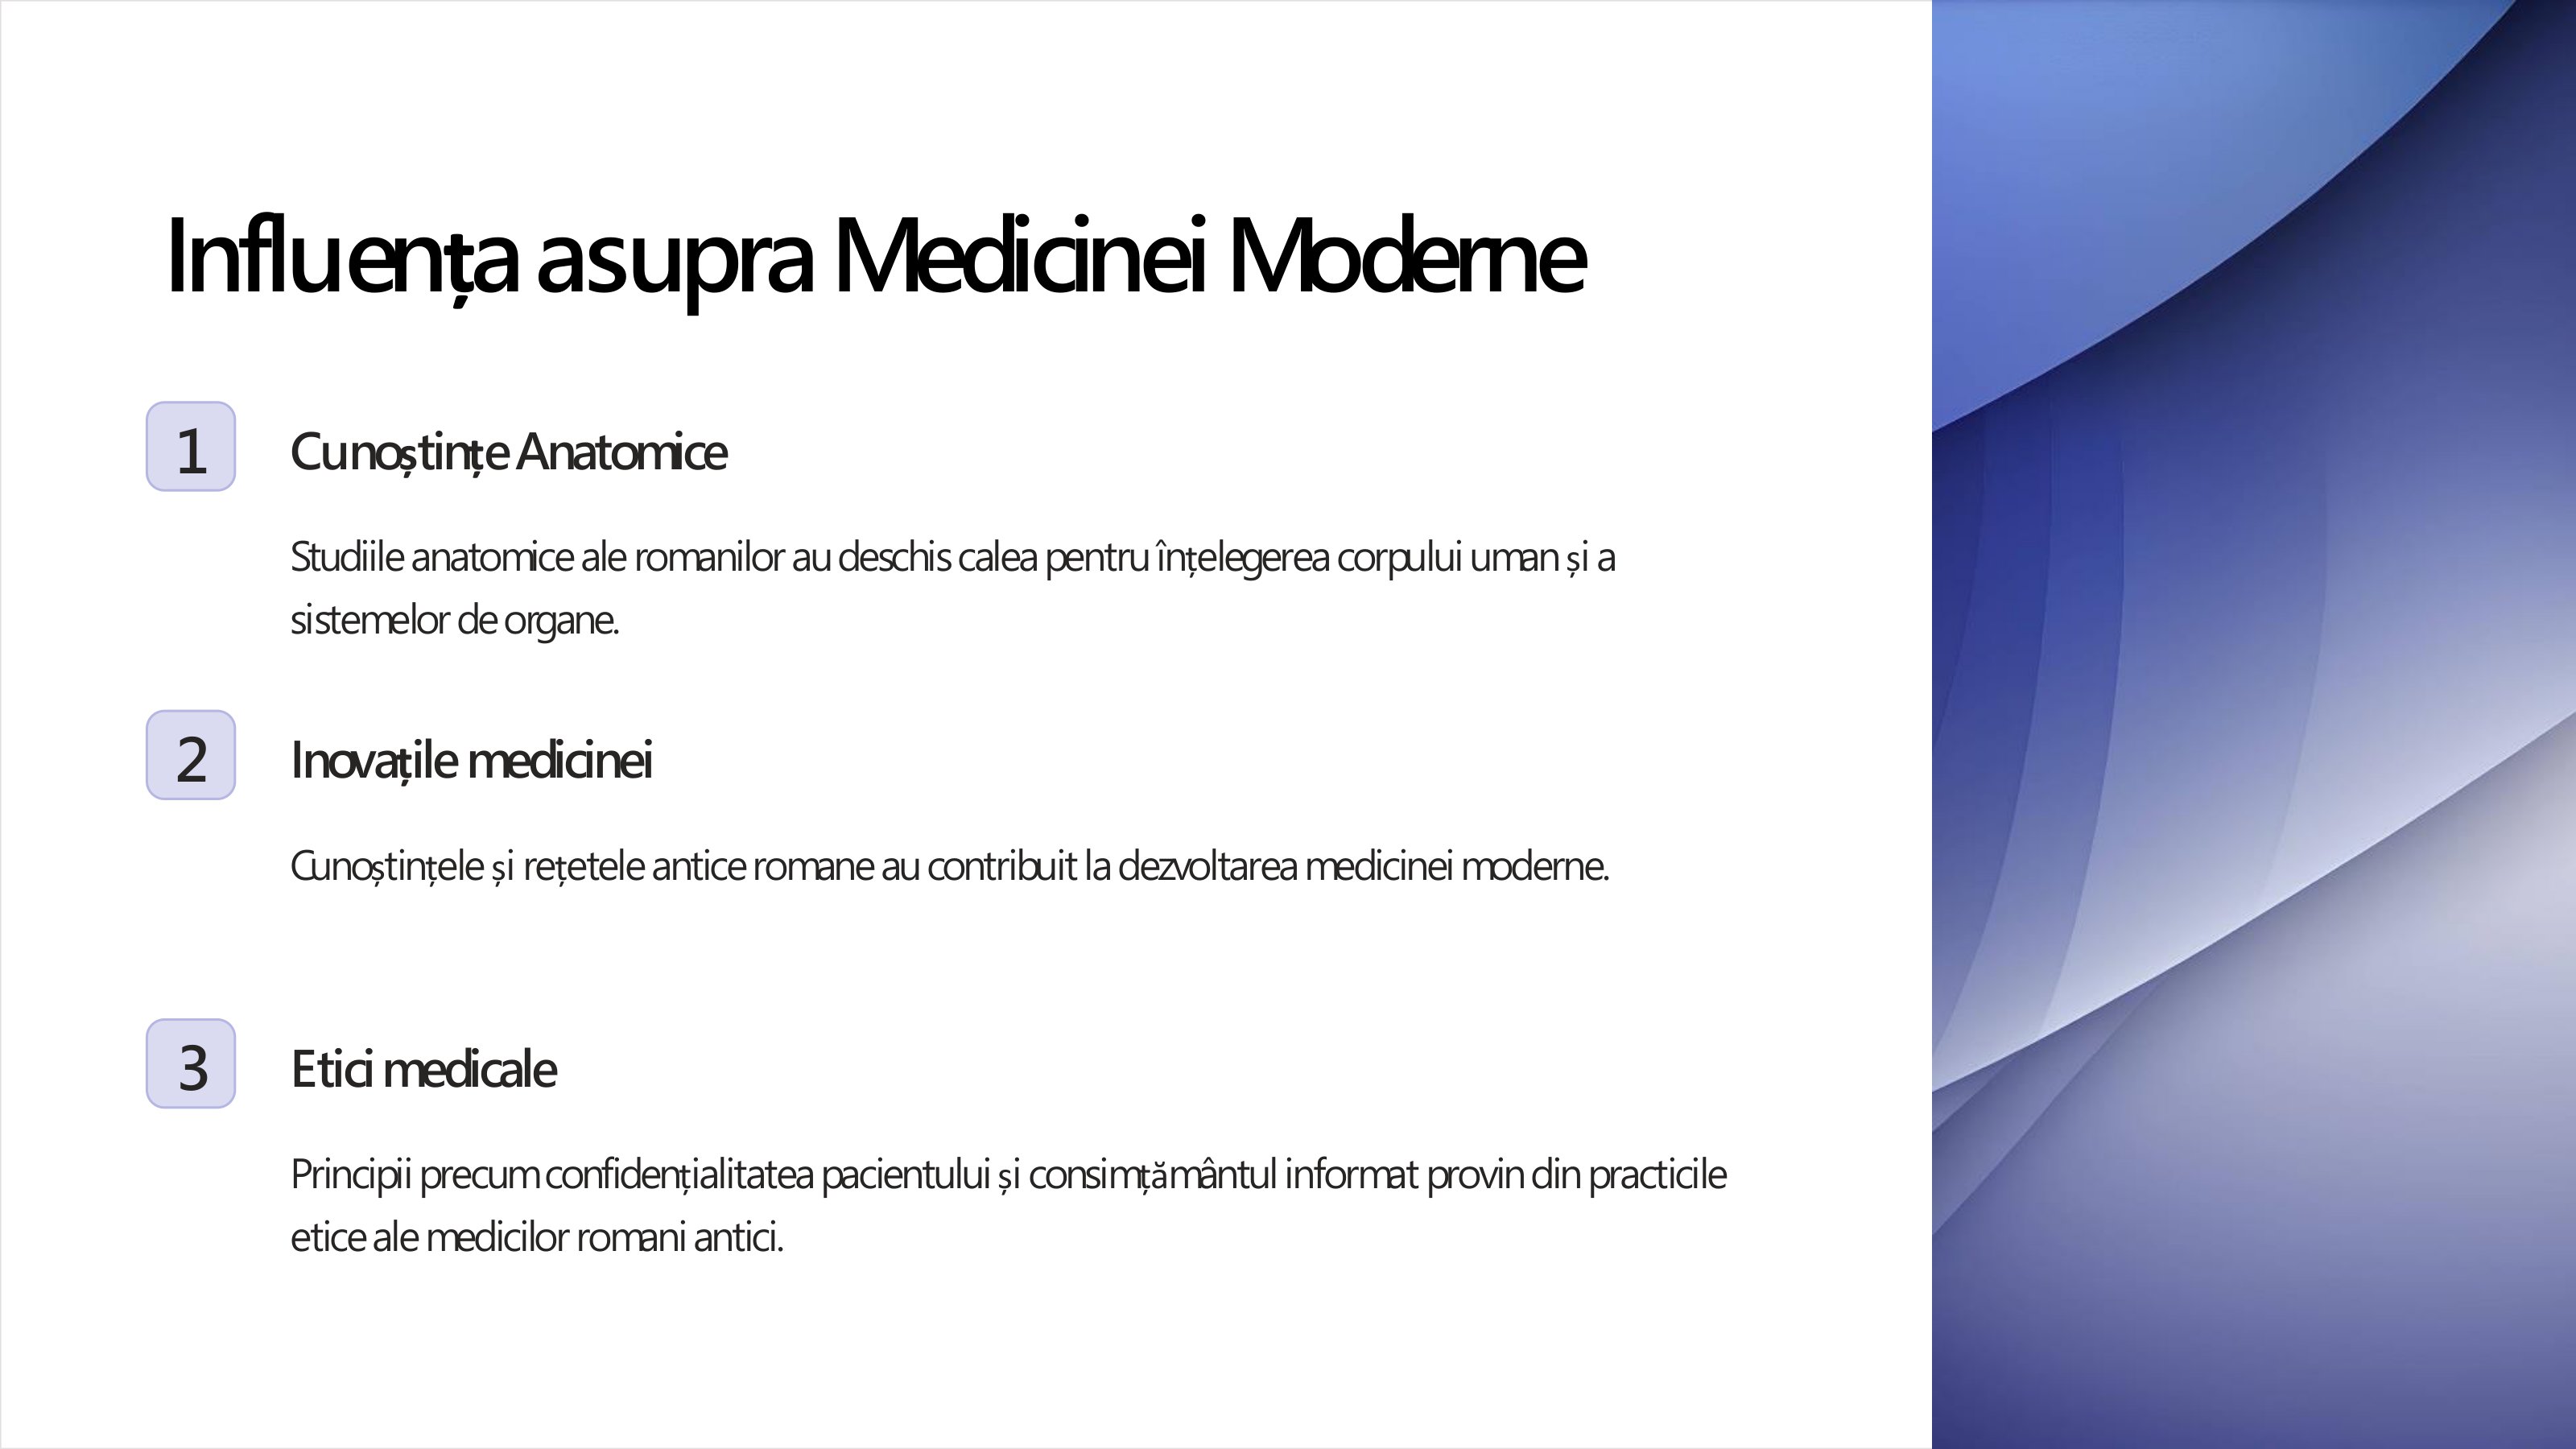 Influența asupra Medicinei Moderne
1
Cunoștințe Anatomice
Studiile anatomice ale romanilor au deschis calea pentru înțelegerea corpului uman și a
sistemelor de organe.
2
Inovațile medicinei
Cunoștințele și rețetele antice romane au contribuit la dezvoltarea medicinei moderne.
3
Etici medicale
Principii precum confidențialitatea pacientului și consimțământul informat provin din practicile
etice ale medicilor romani antici.